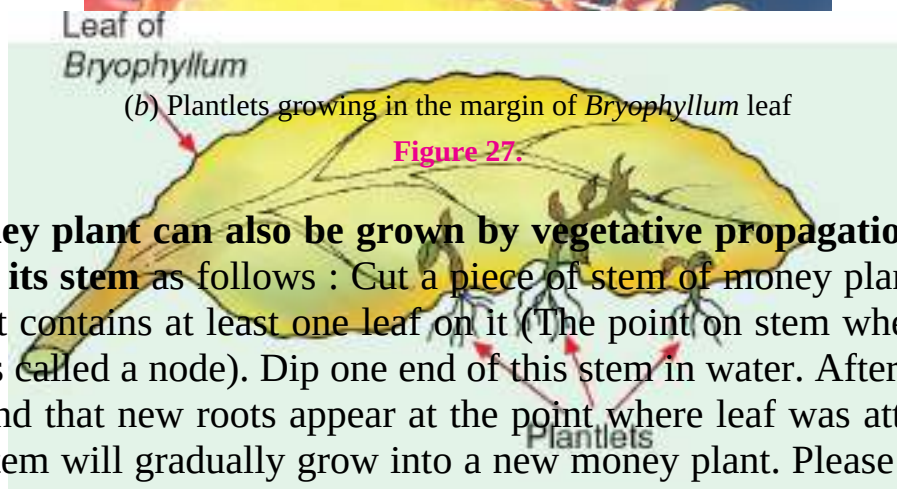 Leaf of
Bryophyllum
(b) Plantlets growing in the margin of Bryophyllum leaf
Figure 27.
ey plant can also be grown by vegetative propagatio
its stem as follows : Cut a piece of stem of money plan
t contains at least one leaf on it (The point on stem whe
s called a node). Dip one end of this stem in water. After
nd that new roots appear at the point where leaf was att
Plantlets
tem will gradually grow into a new money plant. Please